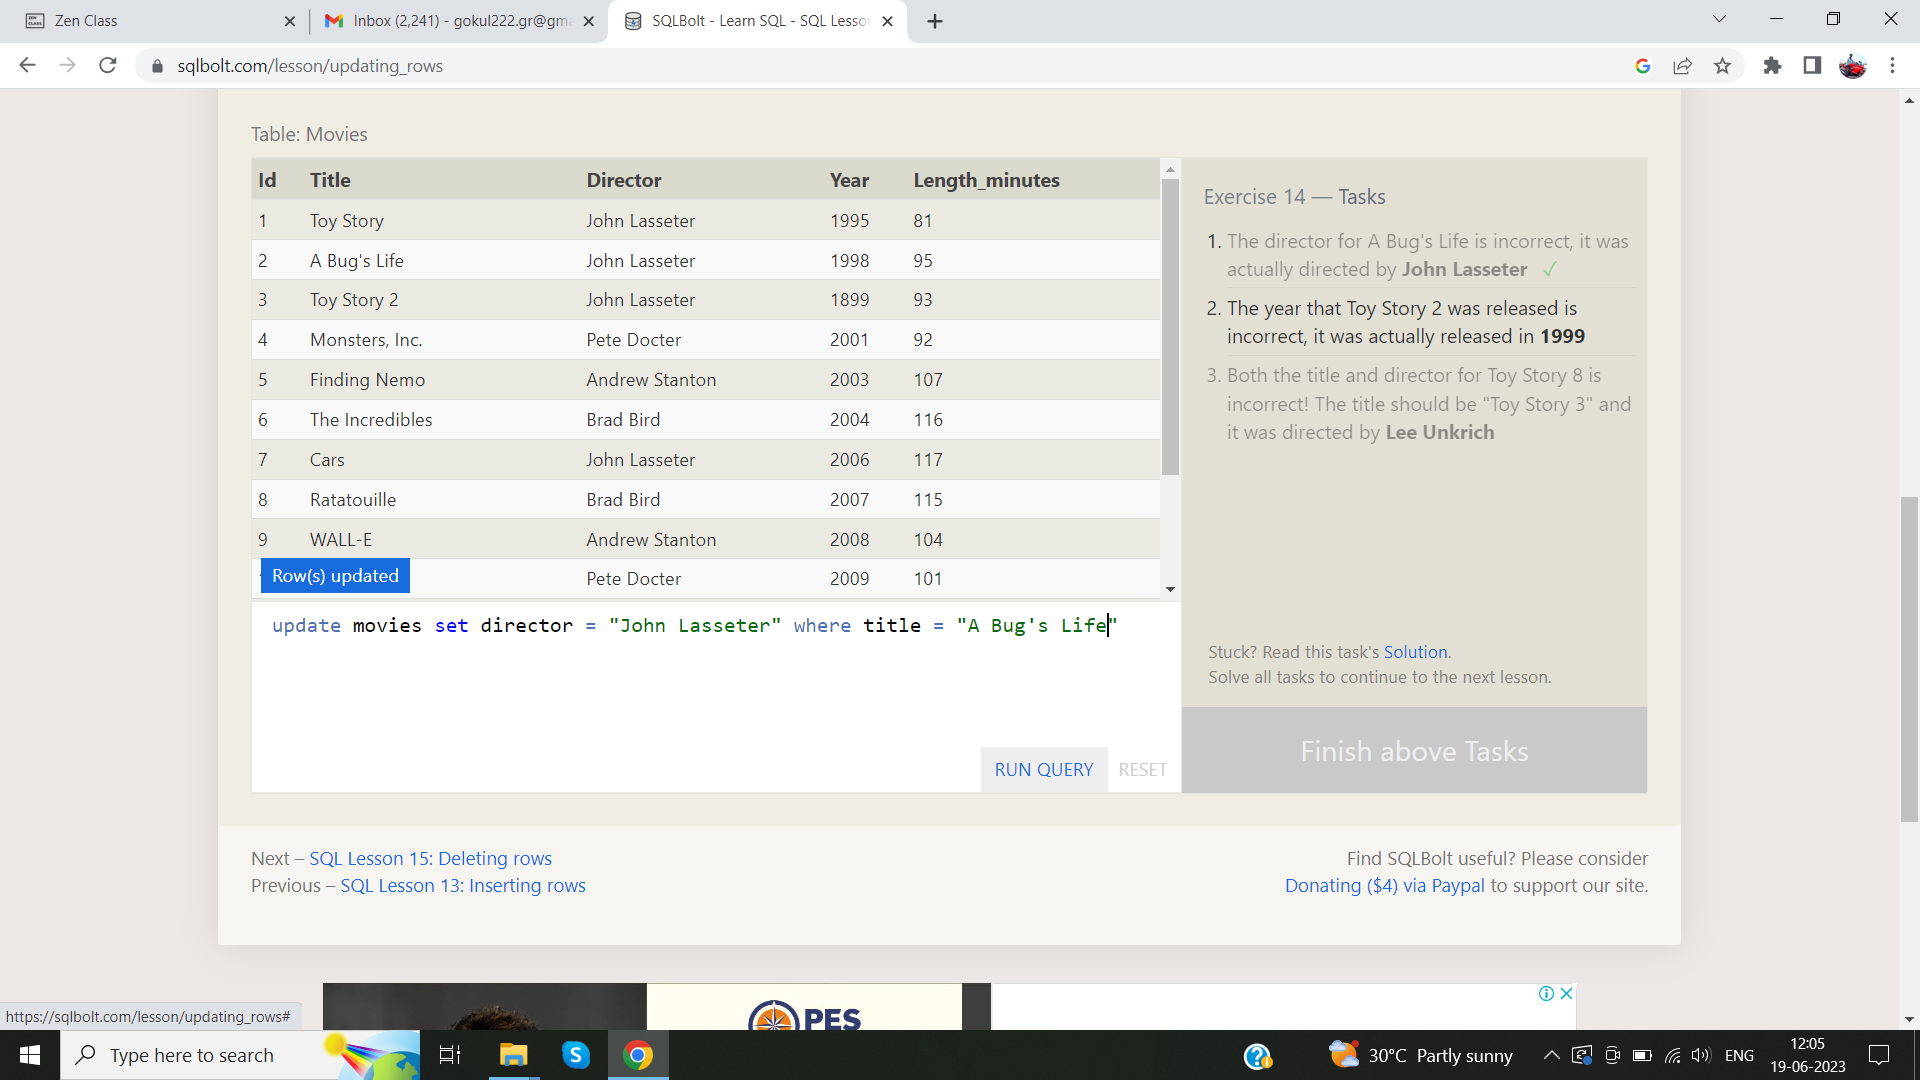 Zen Class
Inbox (2,241) - gokul222.gr@gm
SQLBolt - Learn SQL - SQL Lesson
sqlbolt.com/lesson/updating_rows
Table: Movies
Id Title Director Year Length_minutes
1 Toy Story John Lasseter 1995 81
2 A Bug's Life John Lasseter 1998 95
3 Toy Story 2 John Lasseter 1899 93
4 Monsters, Inc. Pete Docter 2001 92
5 Finding Nemo Andrew Stanton 2003 107
6 The Incredibles Brad Bird 2004 116
7 Cars John Lasseter 2006 117
8 Ratatouille Brad Bird 2007 115
9 WALL-E Andrew Stanton 2008 104
Pete Docter 2009 101
Row(s) updated
update movies set director = "John Lasseter" where title = "A Bug's Life"
RUN QUERY RESET
Exercise 14 — Tasks
1. The director for A Bug's Life is incorrect, it was
actually directed by John Lasseter ✓
2. The year that Toy Story 2 was released is
incorrect, it was actually released in 1999
3. Both the title and director for Toy Story 8 is
incorrect! The title should be "Toy Story 3" and
it was directed by Lee Unkrich
Stuck? Read this task's Solution.
Solve all tasks to continue to the next lesson.
Finish above Tasks
Next – SQL Lesson 15: Deleting rows
Previous – SQL Lesson 13: Inserting rows
Find SQLBolt useful? Please consider
Donating ($4) via Paypal to support our site.
PES
https://sqlbolt.com/lesson/updating_rows#
Type here to search
30°C Partly sunny
ENG
12:05
19-06-2023